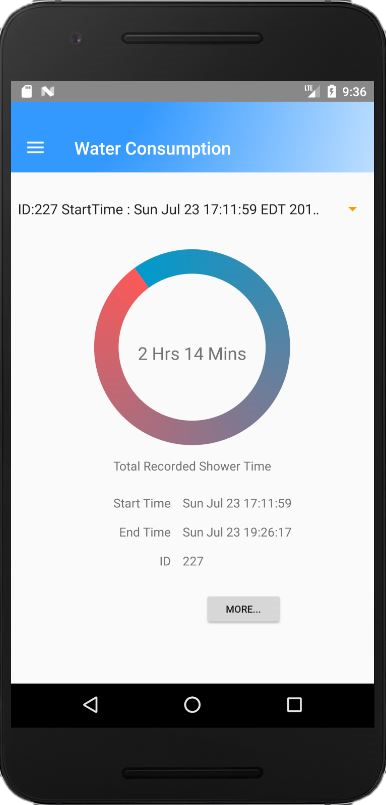 LTE 9:36
Water Consumption
ID:227 StartTime : Sun Jul 23 17:11:59 EDT 201..
2 Hrs 14 Mins
Total Recorded Shower Time
Start Time Sun Jul 23 17:11:59
End Time Sun Jul 23 19:26:17
ID 227
MORE...